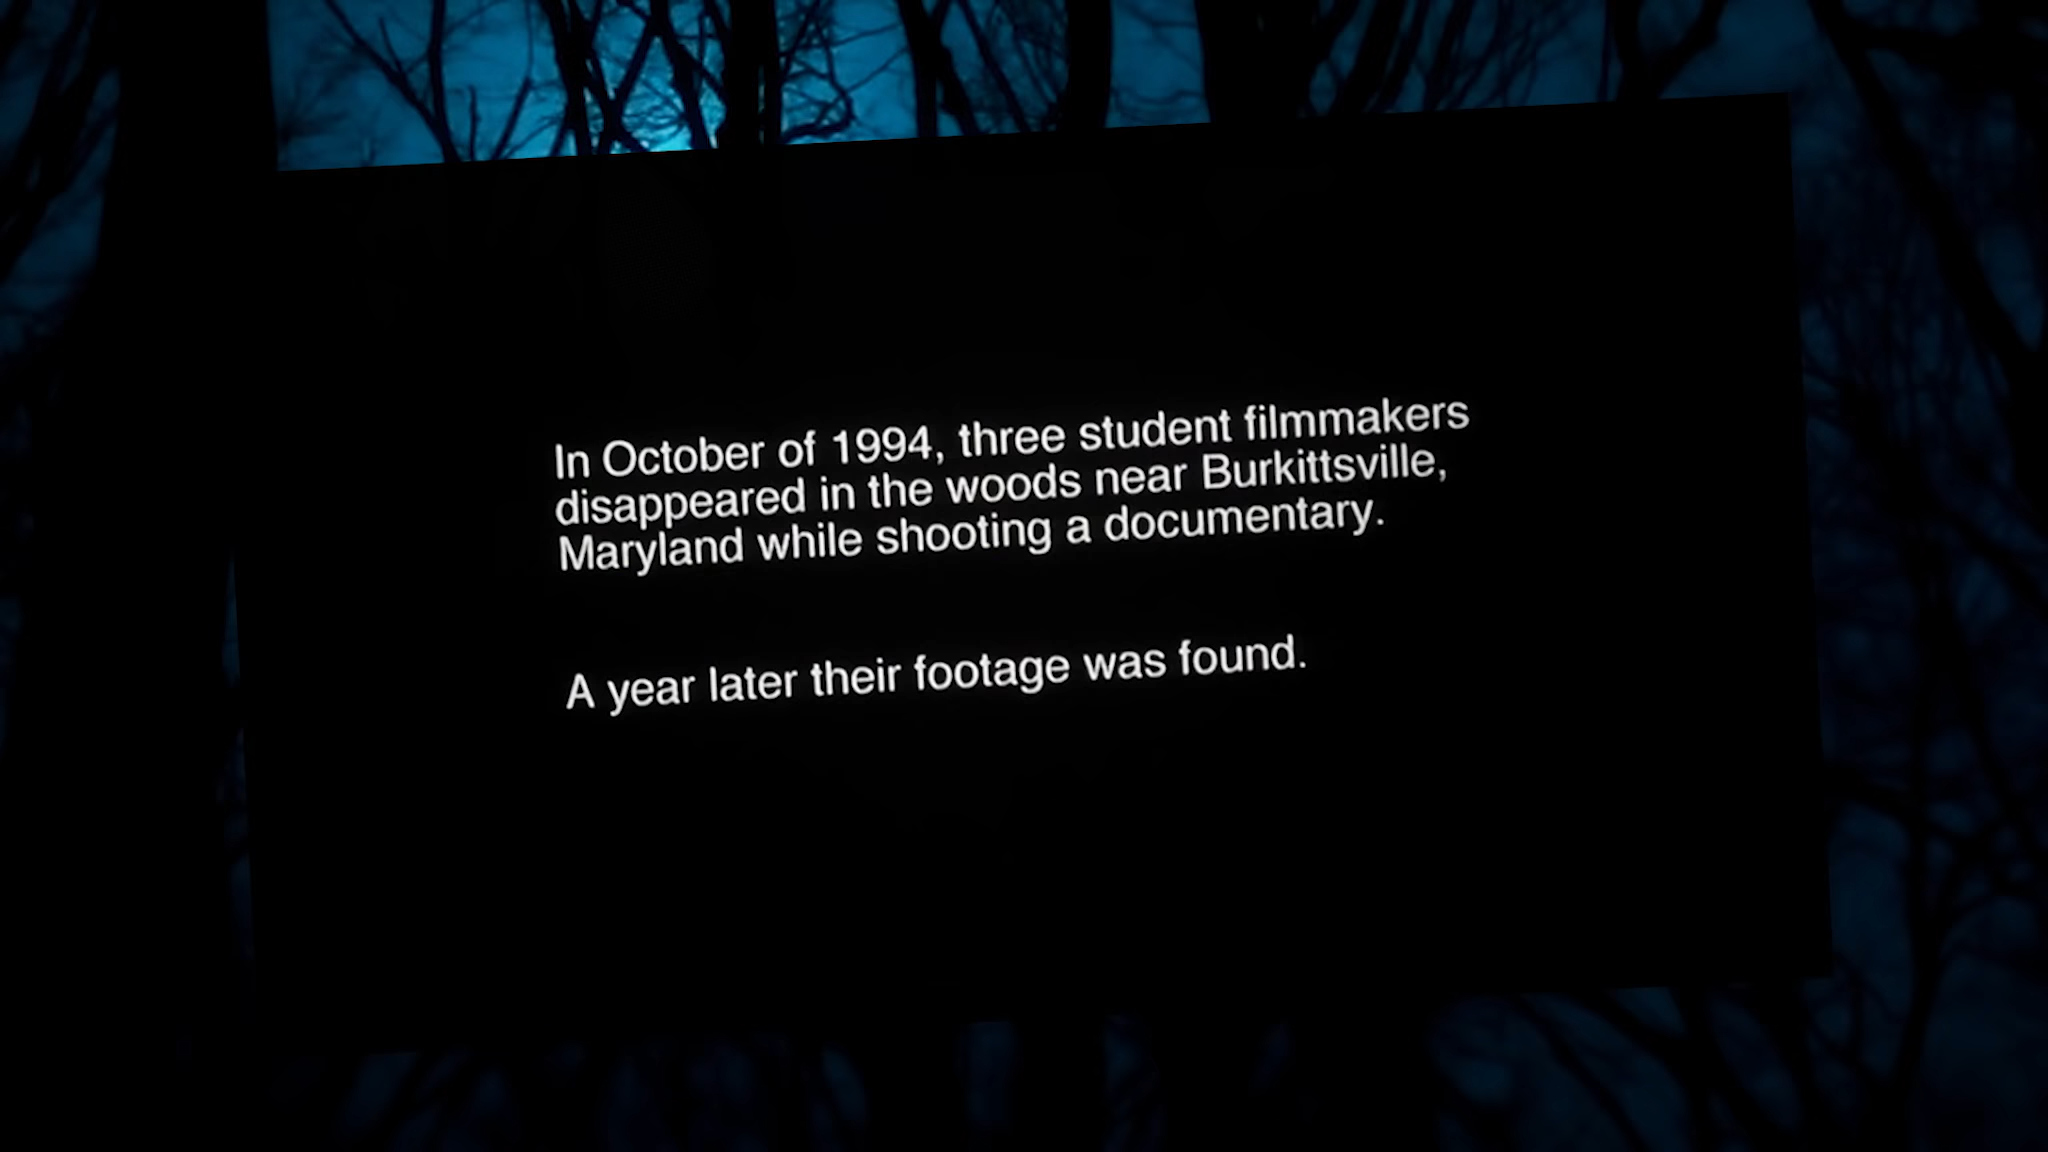 In October of 1994, three student filmmakers
disappeared in the woods near Burkittsville,
Maryland while shooting a documentary.
A year later their footage was found.